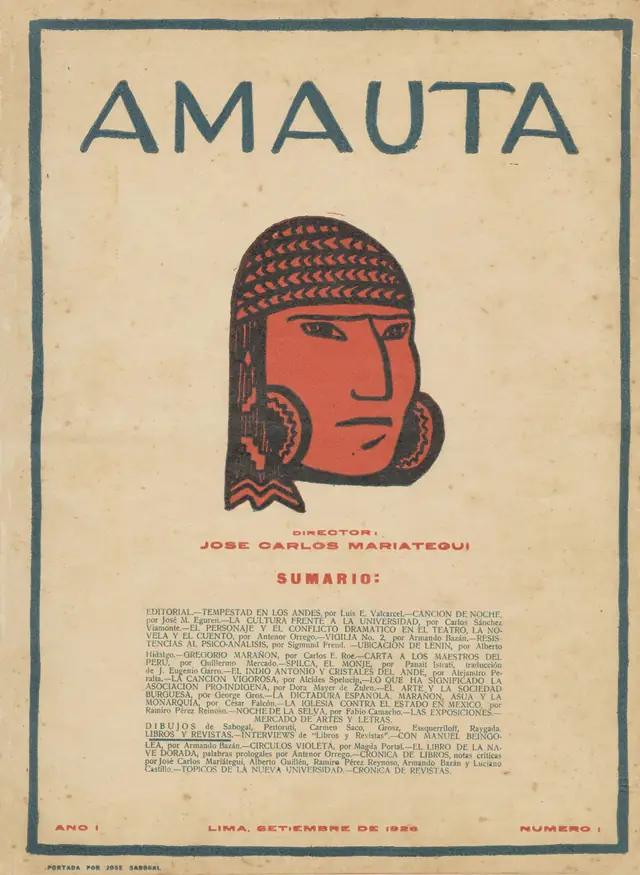 AMAUTA
DIRECTOR:
JOSE CARLOS MARIATEGUI
SUMARIO:
EDITORIAL.—TEMPESTAD EN LOS ANDES, por Luis E. Valcarcel.—CANCION DE NOCHE,
por José M. Eguren.—LA CULTURA FRENTE A LA UNIVERSIDAD, por Carlos Sánchez
Viamonte.—EL PERSONAJE Y EL CONFLICTO DRAMATICO EN EL TEATRO, LA NO-
VELA Y EL CUENTO, por Antenor Orrego.—VIGILIA No. 2, por Armando Bazán.—RESIS-
TENCIAS AL PSICO-ANÁLISIS, por Sigmund Freud. —UBICACION DE LENIN, por Alberto
Hidalgo.—GREGORIO MARAÑON, por Carlos E. Roe.—CARTA A LOS MAESTROS DEL
PERU, por Guillermo Mercado.—SPILCA, EL MONJE, por Panait Istrati, traducción
de J. Eugenio Garro.—EL INDIO ANTONIO Y CRISTALES DEL ANDE, por Alejandro Pe-
ralta.—LA CANCION VIGOROSA, por Alcides Spelucín.—LO QUE HA SIGNIFICADO LA
ASOCIACION PRO-INDIGENA, por Dora Mayer de Zulen.—EL ARTE Y LA SOCIEDAD
BURGUESA, por George Gros.—LA DICTADURA ESPAÑOLA. MARAÑON, ASUA Y LA
MONARQUÍA, por César Falcón.—LA IGLESIA CONTRA EL ESTADO EN MEXICO, por
Ramiro Pérez Reinoso.—NOCHE DE LA SELVA, por Fabio Camacho.—LAS EXPOSICIONES.—
MERCADO DE ARTES Y LETRAS.
DIBUJOS de Sabogal, Pettoruti, Carmen Saco, Grosz, Essquerriloff, Raygada.
LIBROS Y REVISTAS.—INTERVIEWS de "Libros y Revistas".—CON MANUEL BEINGO-
LEA, por Armando Bazán.—CIRCULOS VIOLETA, por Magda Portal.—EL LIBRO DE LA NA-
VE DORADA, palabras prologales por Antenor Orrego.—CRONICA DE LIBROS, notas críticas
por José Carlos Mariátegui, Alberto Guillén, Ramiro Pérez Reynoso, Armando Bazán y Luciano
Castillo.—TOPICOS DE LA NUEVA UNIVERSIDAD.—CRONICA DE REVISTAS.
ANO I LIMA, SETIEMBRE DE 1926 NUMERO 1
PORTADA POR JOSE SABOGAL